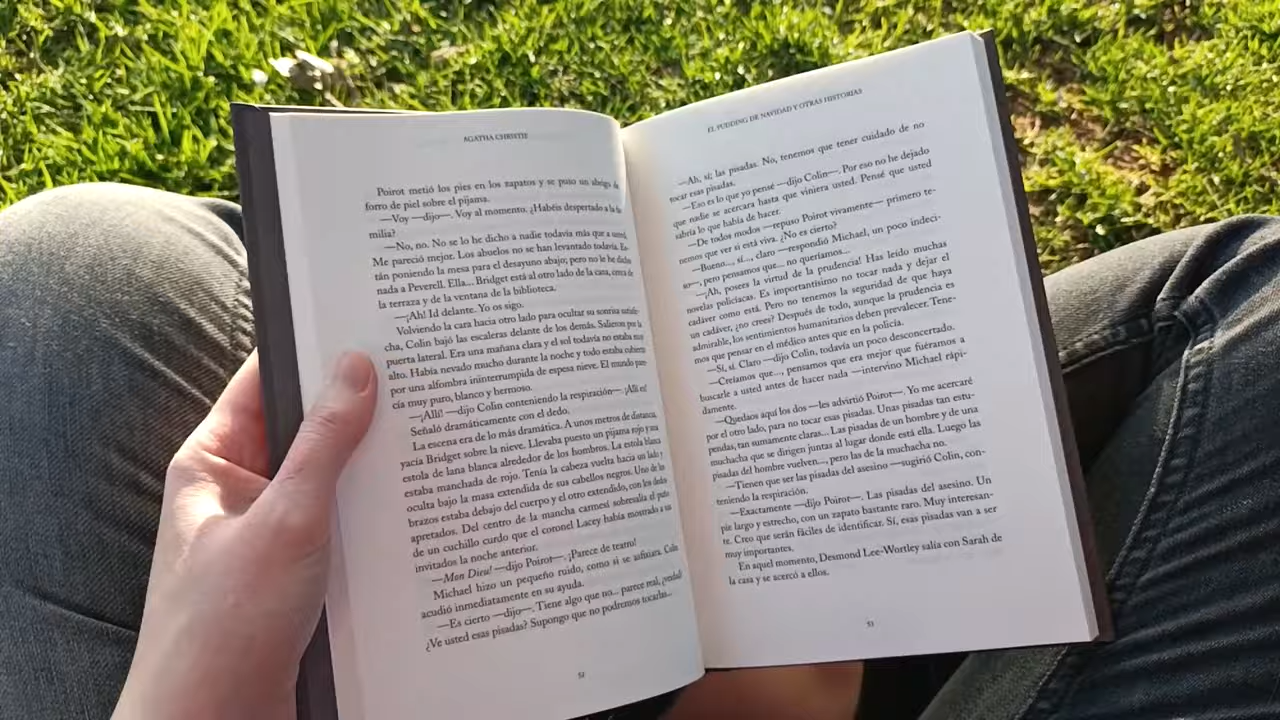 AGATHA CHRISTIE
Poirot metió los pies en los zapatos y se puso un abrigo de
forro de piel sobre el pijama.
—Voy —dijo—. Voy al momento. ¿Habéis despertado a la fa-
milia?
—No, no. No se lo he dicho a nadie todavía más que a usted.
Me pareció mejor. Los abuelos no se han levantado todavía. Es-
tán poniendo la mesa para el desayuno abajo; pero no le he dicho
nada a Peverell. Ella... Bridget está al otro lado de la casa, cerca de
la terraza y de la ventana de la biblioteca.
—¡Ah! Id delante. Yo os sigo.
Volviendo la cara hacia otro lado para ocultar su sonrisa satisfe-
cha, Colin bajó las escaleras delante de los demás. Salieron por la
puerta lateral. Era una mañana clara y el sol todavía no estaba muy
alto. Había nevado mucho durante la noche y todo estaba cubierto
por una alfombra ininterrumpida de espesa nieve. El mundo pare-
cía muy puro, blanco y hermoso.
—¡Allí! —dijo Colin conteniendo la respiración—. ¡Allí es!
Señaló dramáticamente con el dedo.
La escena era de lo más dramática. A unos metros de distancia,
yacía Bridget sobre la nieve. Llevaba puesto un pijama rojo y una
estola de lana blanca alrededor de los hombros. La estola blanca
estaba manchada de rojo. Tenía la cabeza vuelta hacia un lado y
oculta bajo la masa extendida de sus cabellos negros. Uno de los
brazos estaba debajo del cuerpo y el otro extendido, con los dedos
apretados. Del centro de la mancha carmesí sobresalía el puño
de un cuchillo curdo que el coronel Lacey había mostrado a sus
invitados la noche anterior.
—Mon Dieu! —dijo Poirot—. ¡Parece de teatro!
Michael hizo un pequeño ruido, como si se asfixiara. Colin
acudió inmediatamente en su ayuda.
—Es cierto —dijo—. Tiene algo que no... parece real, ¿verdad?
¿Ve usted esas pisadas? Supongo que no podremos tocarlas...
52
EL PUDDING DE NAVIDAD Y OTRAS HISTORIAS
—Ah, sí; las pisadas. No, tenemos que tener cuidado de no
tocar esas pisadas.
—Eso es lo que yo pensé —dijo Colin—. Por eso no he dejado
que nadie se acercara hasta que viniera usted. Pensé que usted
sabría lo que había de hacer.
—De todos modos —repuso Poirot vivamente— primero te-
nemos que ver si está viva. ¿No es cierto?
—Bueno..., sí..., claro —respondió Michael, un poco indeci-
so—, pero pensamos que... no queríamos...
—¡Ah, posees la virtud de la prudencia! Has leído muchas
novelas policíacas. Es importantísimo no tocar nada y dejar el
cadáver como está. Pero no tenemos la seguridad de que haya
un cadáver, ¿no crees? Después de todo, aunque la prudencia es
admirable, los sentimientos humanitarios deben prevalecer. Tene-
mos que pensar en el médico antes que en la policía.
—Sí, sí. Claro —dijo Colin, todavía un poco desconcertado.
—Creíamos que..., pensamos que era mejor que fuéramos a
buscarle a usted antes de hacer nada —intervino Michael rápi-
damente.
—Quedaos aquí los dos —les advirtió Poirot—. Yo me acercaré
por el otro lado, para no tocar esas pisadas. Unas pisadas tan estu-
pendas, tan sumamente claras... Las pisadas de un hombre y de una
muchacha que se dirigen juntas al lugar donde está ella. Luego las
pisadas del hombre vuelven..., pero las de la muchacha no.
—Tienen que ser las pisadas del asesino —sugirió Colin, con-
teniendo la respiración.
—Exactamente —dijo Poirot—. Las pisadas del asesino. Un
pie largo y estrecho, con un zapato bastante raro. Muy interesan-
te. Creo que serán fáciles de identificar. Sí, esas pisadas van a ser
muy importantes.
En aquel momento, Desmond Lee-Wortley salía con Sarah de
la casa y se acercó a ellos.
53